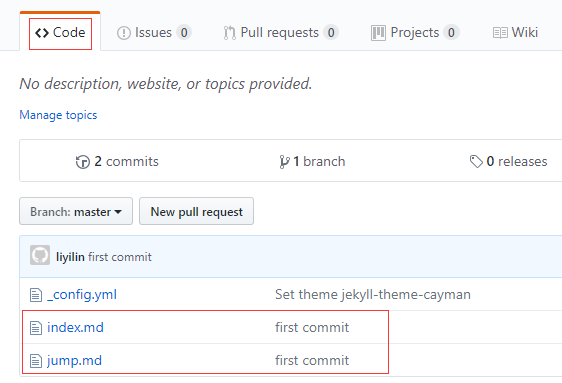 <> Code Issues 0 Pull requests 0 Projects 0 Wiki
No description, website, or topics provided.
Manage topics
2 commits 1 branch 0 releases
Branch: master New pull request
liyilin first commit
_config.yml Set theme jekyll-theme-cayman
index.md first commit
jump.md first commit